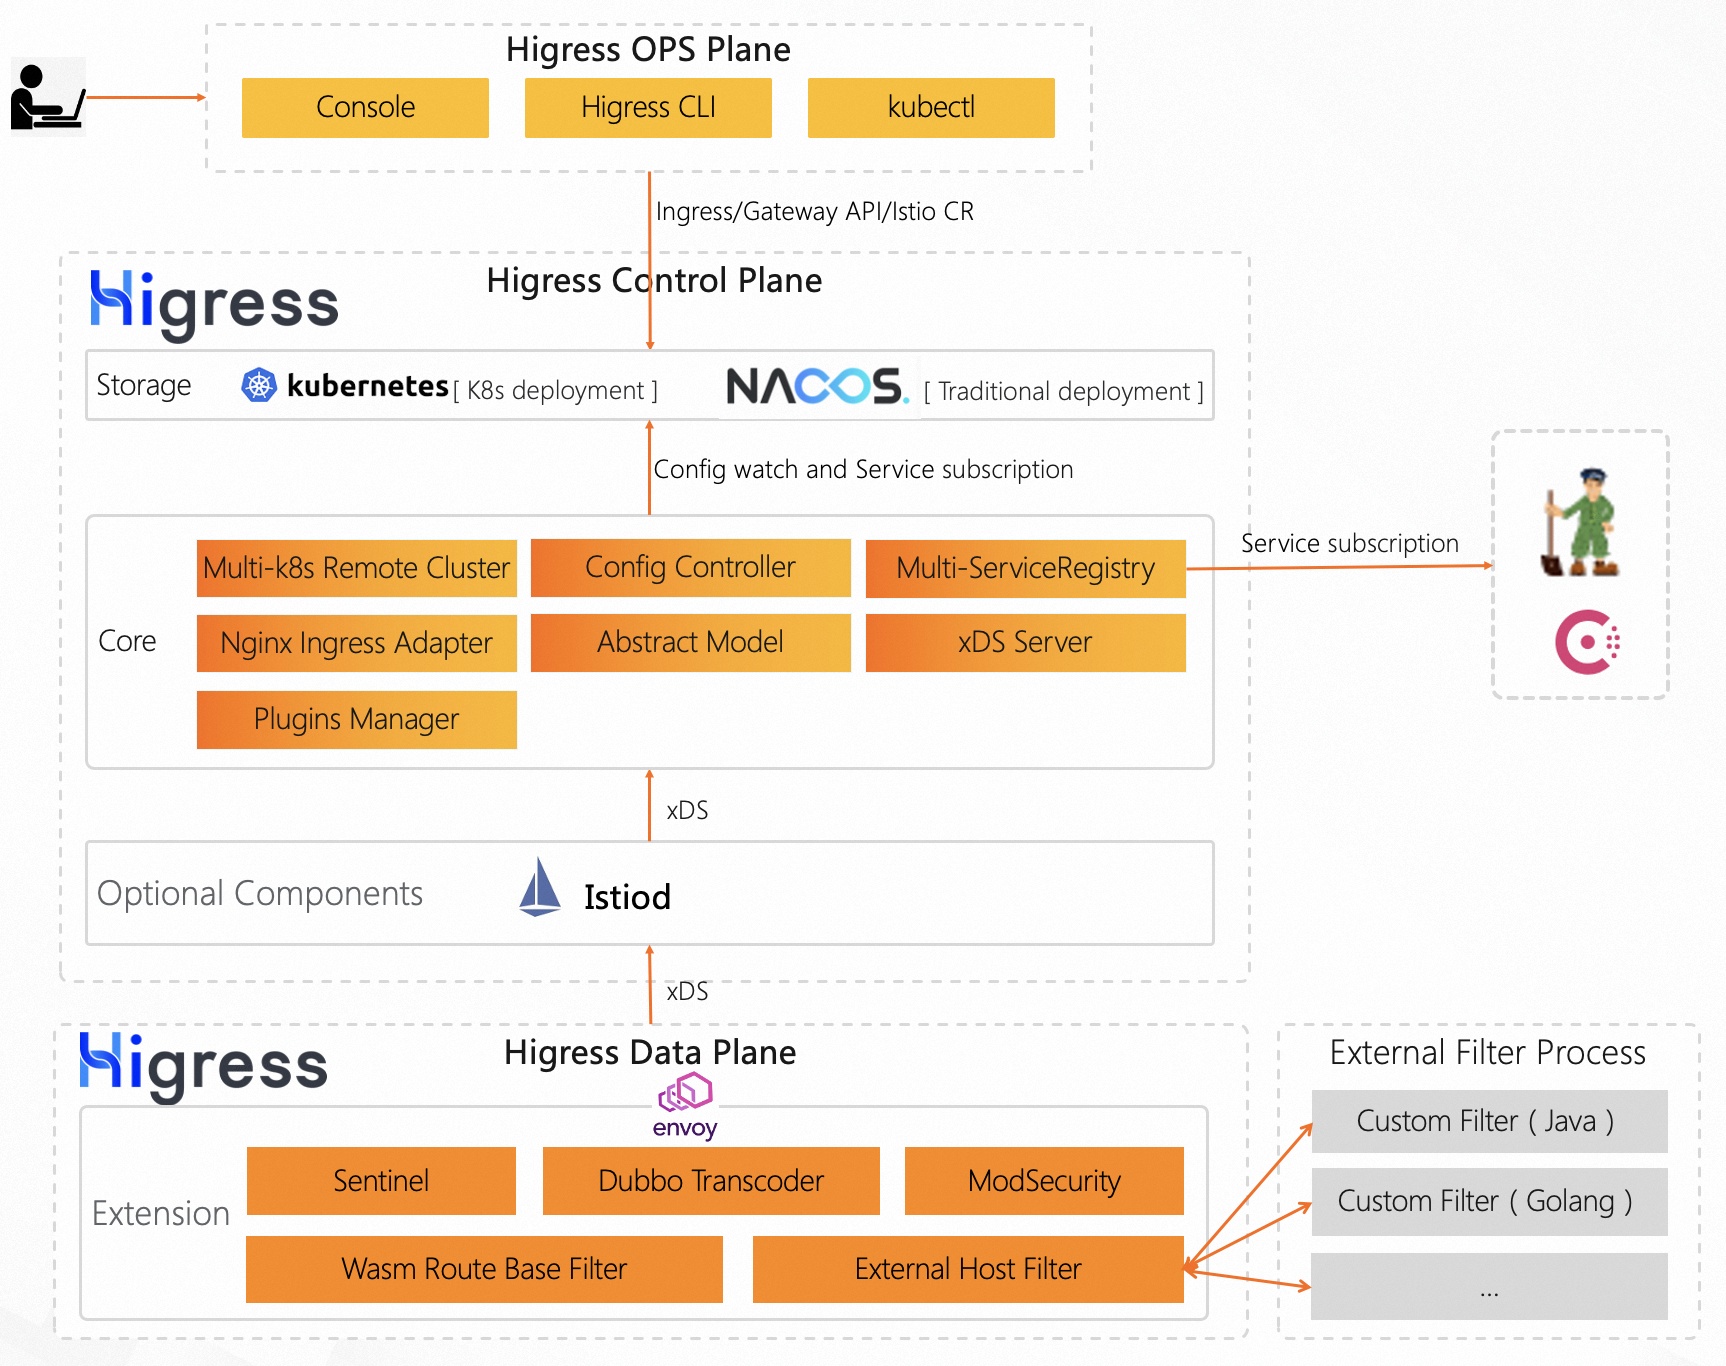 Higress OPS Plane
Console
Higress CLI
kubectl
Ingress/Gateway API/Istio CR
Higress
Higress Control Plane
Storage
kubernetes [ K8s deployment ]
NACOS. [ Traditional deployment ]
Config watch and Service subscription
Core
Multi-k8s Remote Cluster
Config Controller
Multi-ServiceRegistry
Service subscription
Nginx Ingress Adapter
Abstract Model
xDS Server
Plugins Manager
xDS
Optional Components
Istiod
xDS
Higress
Higress Data Plane
envoy
Extension
Sentinel
Dubbo Transcoder
ModSecurity
Wasm Route Base Filter
External Host Filter
External Filter Process
Custom Filter ( Java )
Custom Filter ( Golang )
...